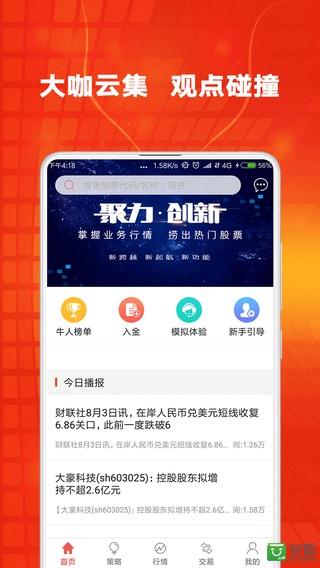 大咖云集 观点碰撞
下午4:18 ...1.58K/s 4G 56%
搜索股票代码/名称/简拼
聚力·创新
掌握业务行情 捞出热门股票
新跨越 新起航 新功能
牛人榜单 入金 模拟体验 新手引导
今日播报
财联社8月3日讯，在岸人民币兑美元短线收复
6.86关口，此前一度跌破6
财联社8月3日讯，在岸人民币兑美元短线收复... 阅:1.26万
大豪科技(sh603025)：控股股东拟增
持不超2.6亿元
【大豪科技(sh603025)：控股股东拟增持不... 阅:1.58万
首页 策略 行情 交易 我的